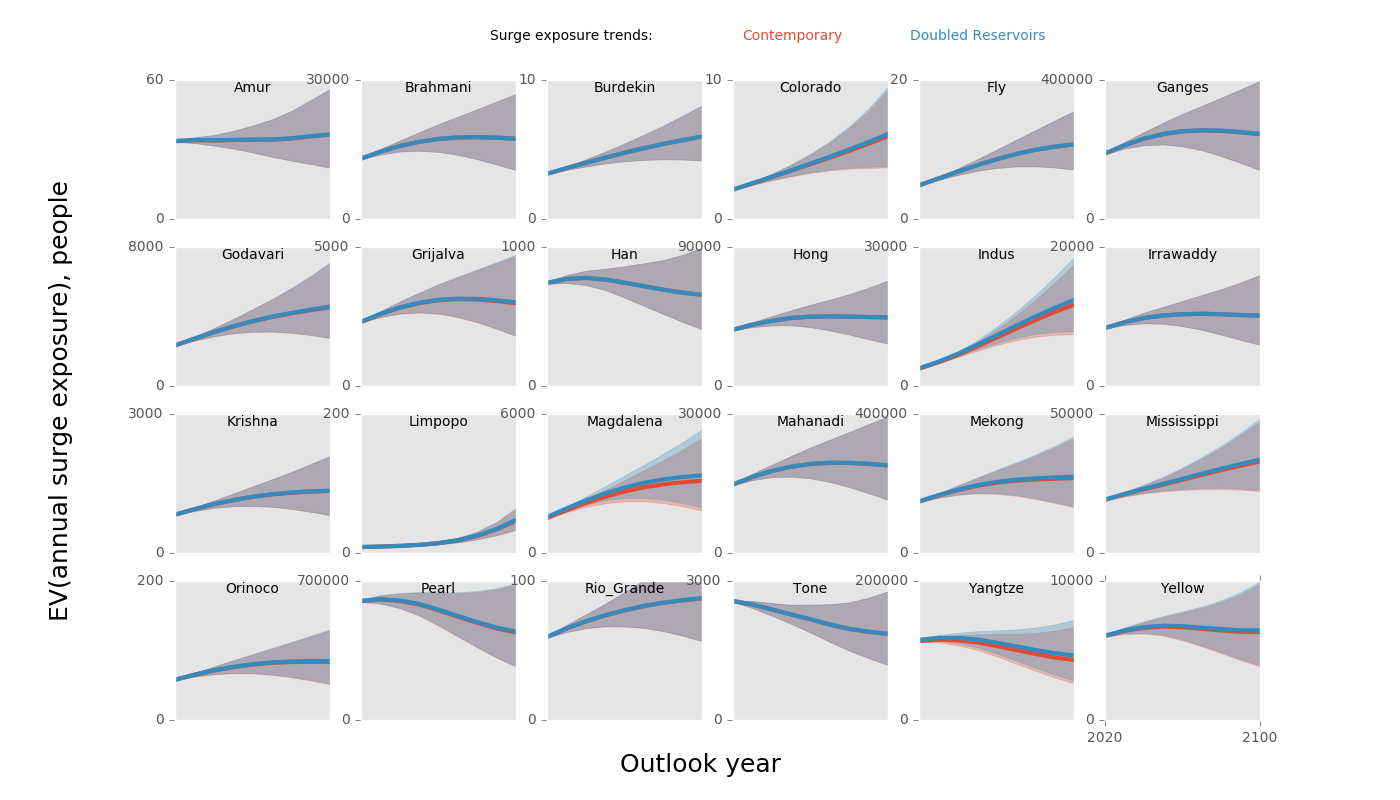 Surge exposure trends: Contemporary Doubled Reservoirs
60 30000 10 10 20 400000
Amur Brahmani Burdekin Colorado Fly Ganges
0 0 0 0 0 0
8000 5000 1000 90000 30000 20000
Godavari Grijalva Han Hong Indus Irrawaddy
0 0 0 0 0 0
3000 200 6000 30000 400000 50000
Krishna Limpopo Magdalena Mahanadi Mekong Mississippi
0 0 0 0 0 0
200 700000 100 3000 200000 10000
Orinoco Pearl Rio_Grande Tone Yangtze Yellow
0 0 0 0 0 0
2020 2100
Outlook year
EV(annual surge exposure), people